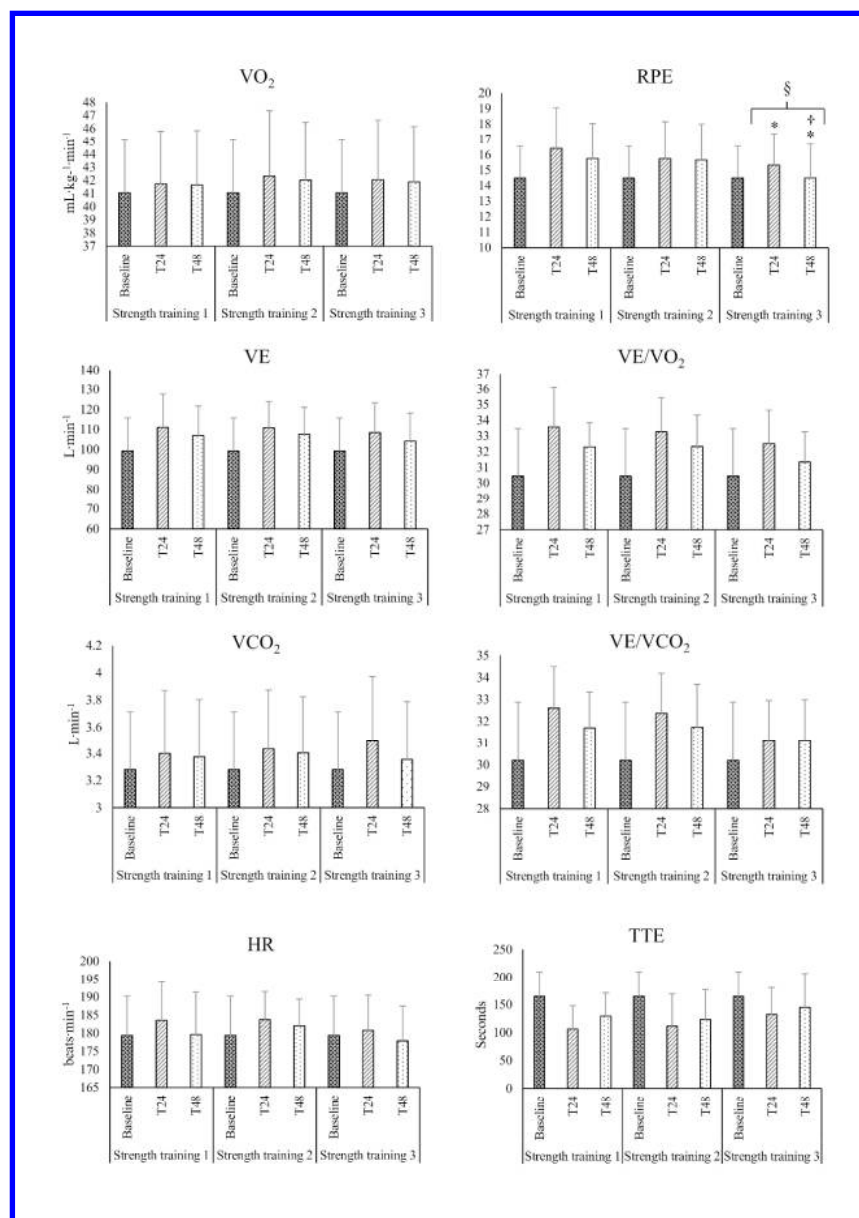 VO₂
48
47
46
45
44
43
42
41
40
39
38
37
mL·kg-¹·min-¹
Baseline
T24
T48
Baseline
T24
T48
Baseline
T24
T48
Strength training 1
Strength training 2
Strength training 3
RPE
20
19
18
17
16
15
14
13
12
11
10
§
*
†
*
Baseline
T24
T48
Baseline
T24
T48
Baseline
T24
T48
Strength training 1
Strength training 2
Strength training 3
VE
140
130
120
110
100
90
80
70
60
L·min-¹
Baseline
T24
T48
Baseline
T24
T48
Baseline
T24
T48
Strength training 1
Strength training 2
Strength training 3
VE/VO₂
37
36
35
34
33
32
31
30
29
28
27
Baseline
T24
T48
Baseline
T24
T48
Baseline
T24
T48
Strength training 1
Strength training 2
Strength training 3
VCO₂
4.2
4
3.8
3.6
3.4
3.2
3
L·min-¹
Baseline
T24
T48
Baseline
T24
T48
Baseline
T24
T48
Strength training 1
Strength training 2
Strength training 3
VE/VCO₂
35
34
33
32
31
30
29
28
Baseline
T24
T48
Baseline
T24
T48
Baseline
T24
T48
Strength training 1
Strength training 2
Strength training 3
HR
200
195
190
185
180
175
170
165
beats·min-¹
Baseline
T24
T48
Baseline
T24
T48
Baseline
T24
T48
Strength training 1
Strength training 2
Strength training 3
TTE
250
200
150
100
50
0
Seconds
Baseline
T24
T48
Baseline
T24
T48
Baseline
T24
T48
Strength training 1
Strength training 2
Strength training 3